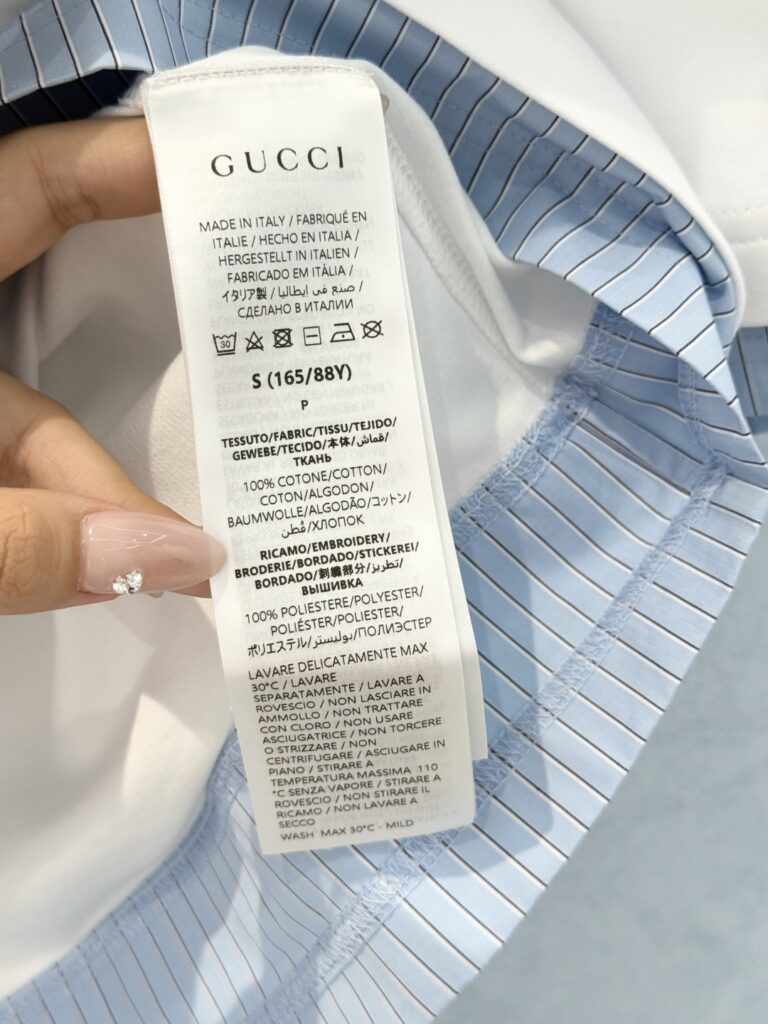 GUCCI
MADE IN ITALY / FABRIQUÉ EN
ITALIE / HECHO EN ITALIA /
HERGESTELLT IN ITALIEN /
FABRICADO EM ITÁLIA /
イタリア製 / صنع في إيطاليا /
СДЕЛАНО В ИТАЛИИ
30
S (165/88Y)
P
TESSUTO/FABRIC/TISSU/TEJIDO/
GEWEBE/TECIDO/本体/قماش/
ТКАНЬ
100% COTONE/COTTON/
COTON/ALGODON/
BAUMWOLLE/ALGODÃO/コットン/
قُطن/ХЛОПОК
RICAMO/EMBROIDERY/
BRODERIE/BORDADO/STICKEREI/
BORDADO/刺繍部分/تطريز/
ВЫШИВКА
100% POLIESTERE/POLYESTER/
POLIÉSTER/POLIESTER/
ポリエステル/بوليستر/ПОЛИЭСТЕР
LAVARE DELICATAMENTE MAX
30°C / LAVARE
SEPARATAMENTE / LAVARE A
ROVESCIO / NON LASCIARE IN
AMMOLLO / NON TRATTARE
CON CLORO / NON USARE
ASCIUGATRICE / NON TORCERE
O STRIZZARE / NON
CENTRIFUGARE / ASCIUGARE IN
PIANO / STIRARE A
TEMPERATURA MASSIMA 110
°C SENZA VAPORE / STIRARE A
ROVESCIO / NON STIRARE IL
RICAMO / NON LAVARE A
SECCO
WASH MAX 30°C - MILD